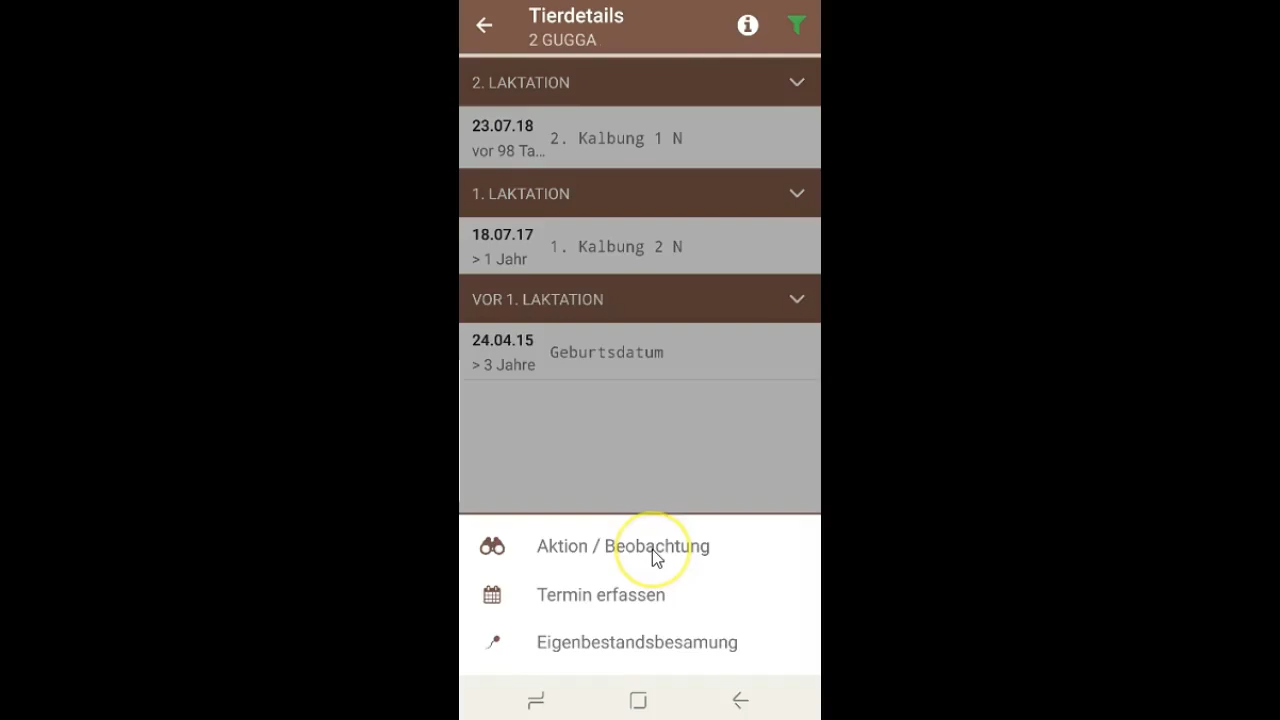 Tierdetails
2 GUGGA
2. LAKTATION
23.07.18
vor 98 Ta...
2. Kalbung 1 N
1. LAKTATION
18.07.17
> 1 Jahr
1. Kalbung 2 N
VOR 1. LAKTATION
24.04.15
> 3 Jahre
Geburtsdatum
Aktion / Beobachtung
Termin erfassen
Eigenbestandsbesamung